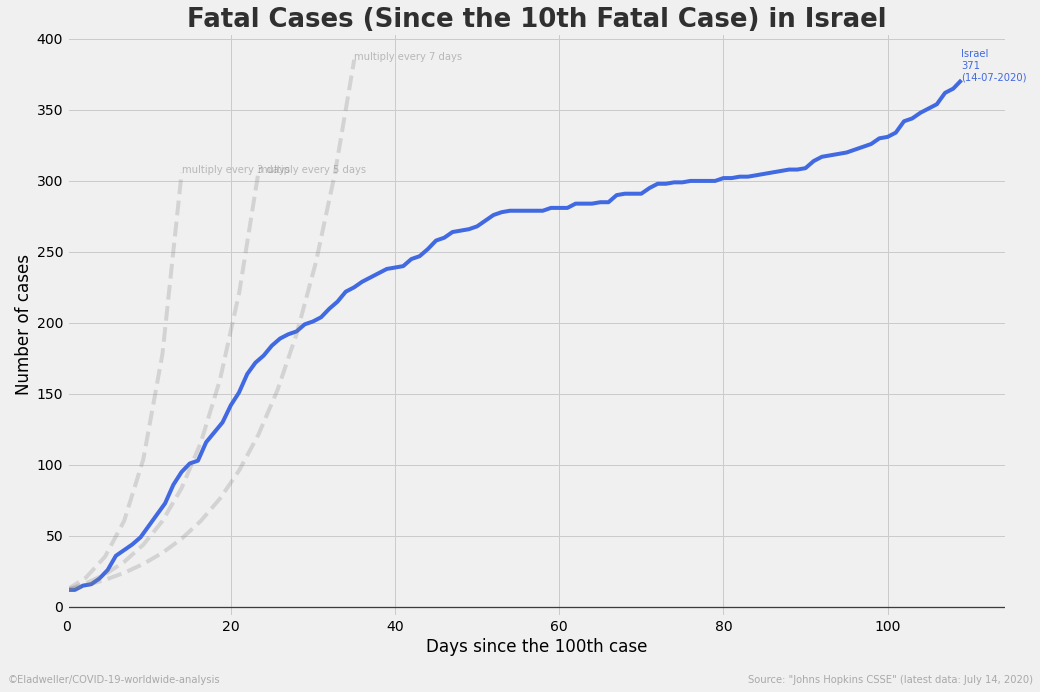 Fatal Cases (Since the 10th Fatal Case) in Israel
400
350
300
250
200
150
100
50
0
Number of cases
multiply every 7 days
multiply every 3 days
multiply every 5 days
Israel
371
(14-07-2020)
0 20 40 60 80 100
Days since the 100th case
©Eladweller/COVID-19-worldwide-analysis
Source: "Johns Hopkins CSSE" (latest data: July 14, 2020)